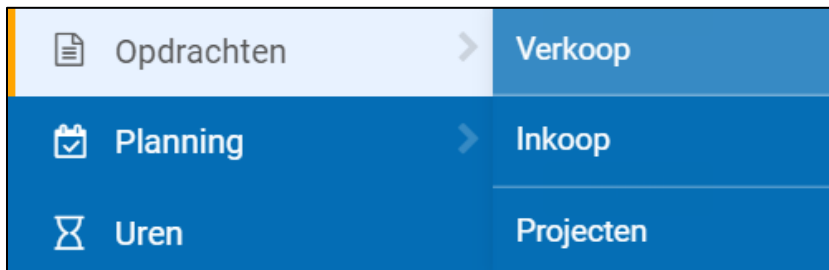 Opdrachten
Planning
Uren
Verkoop
Inkoop
Projecten